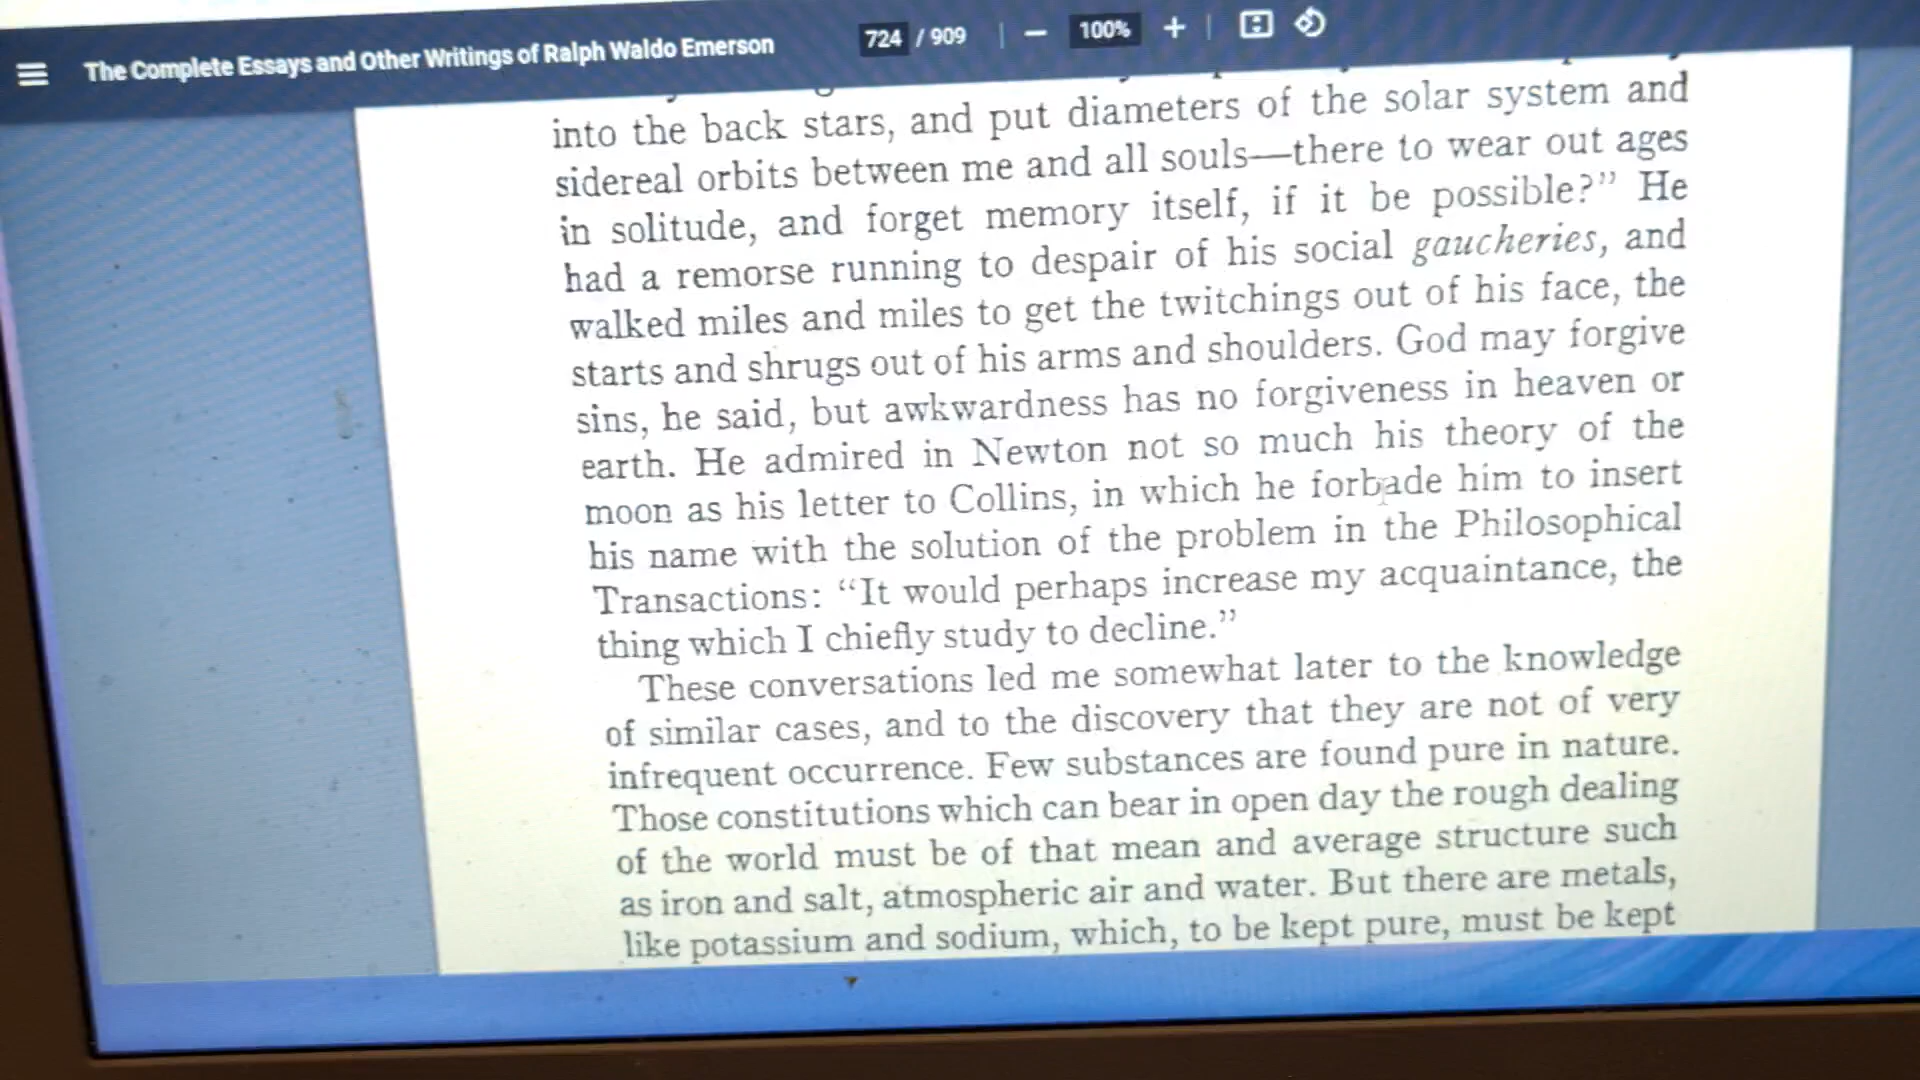 The Complete Essays and Other Writings of Ralph Waldo Emerson 724 / 909 — 100% +
into the back stars, and put diameters of the solar system and
sidereal orbits between me and all souls—there to wear out ages
in solitude, and forget memory itself, if it be possible?” He
had a remorse running to despair of his social gaucheries, and
walked miles and miles to get the twitchings out of his face, the
starts and shrugs out of his arms and shoulders. God may forgive
sins, he said, but awkwardness has no forgiveness in heaven or
earth. He admired in Newton not so much his theory of the
moon as his letter to Collins, in which he forbade him to insert
his name with the solution of the problem in the Philosophical
Transactions: “It would perhaps increase my acquaintance, the
thing which I chiefly study to decline.”
These conversations led me somewhat later to the knowledge
of similar cases, and to the discovery that they are not of very
infrequent occurrence. Few substances are found pure in nature.
Those constitutions which can bear in open day the rough dealing
of the world must be of that mean and average structure such
as iron and salt, atmospheric air and water. But there are metals,
like potassium and sodium, which, to be kept pure, must be kept